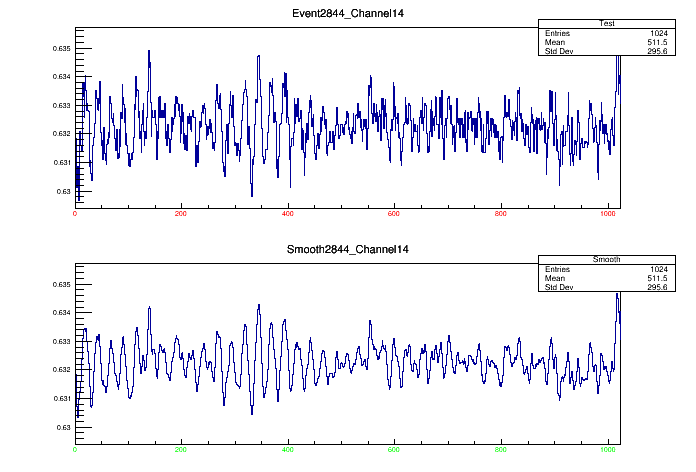 Event2844_Channel14
Test
Entries 1024
Mean 511.5
Std Dev 295.6
0.635
0.634
0.633
0.632
0.631
0.63
0 200 400 600 800 1000
Smooth2844_Channel14
Smooth
Entries 1024
Mean 511.5
Std Dev 295.6
0.635
0.634
0.633
0.632
0.631
0.63
0 200 400 600 800 1000